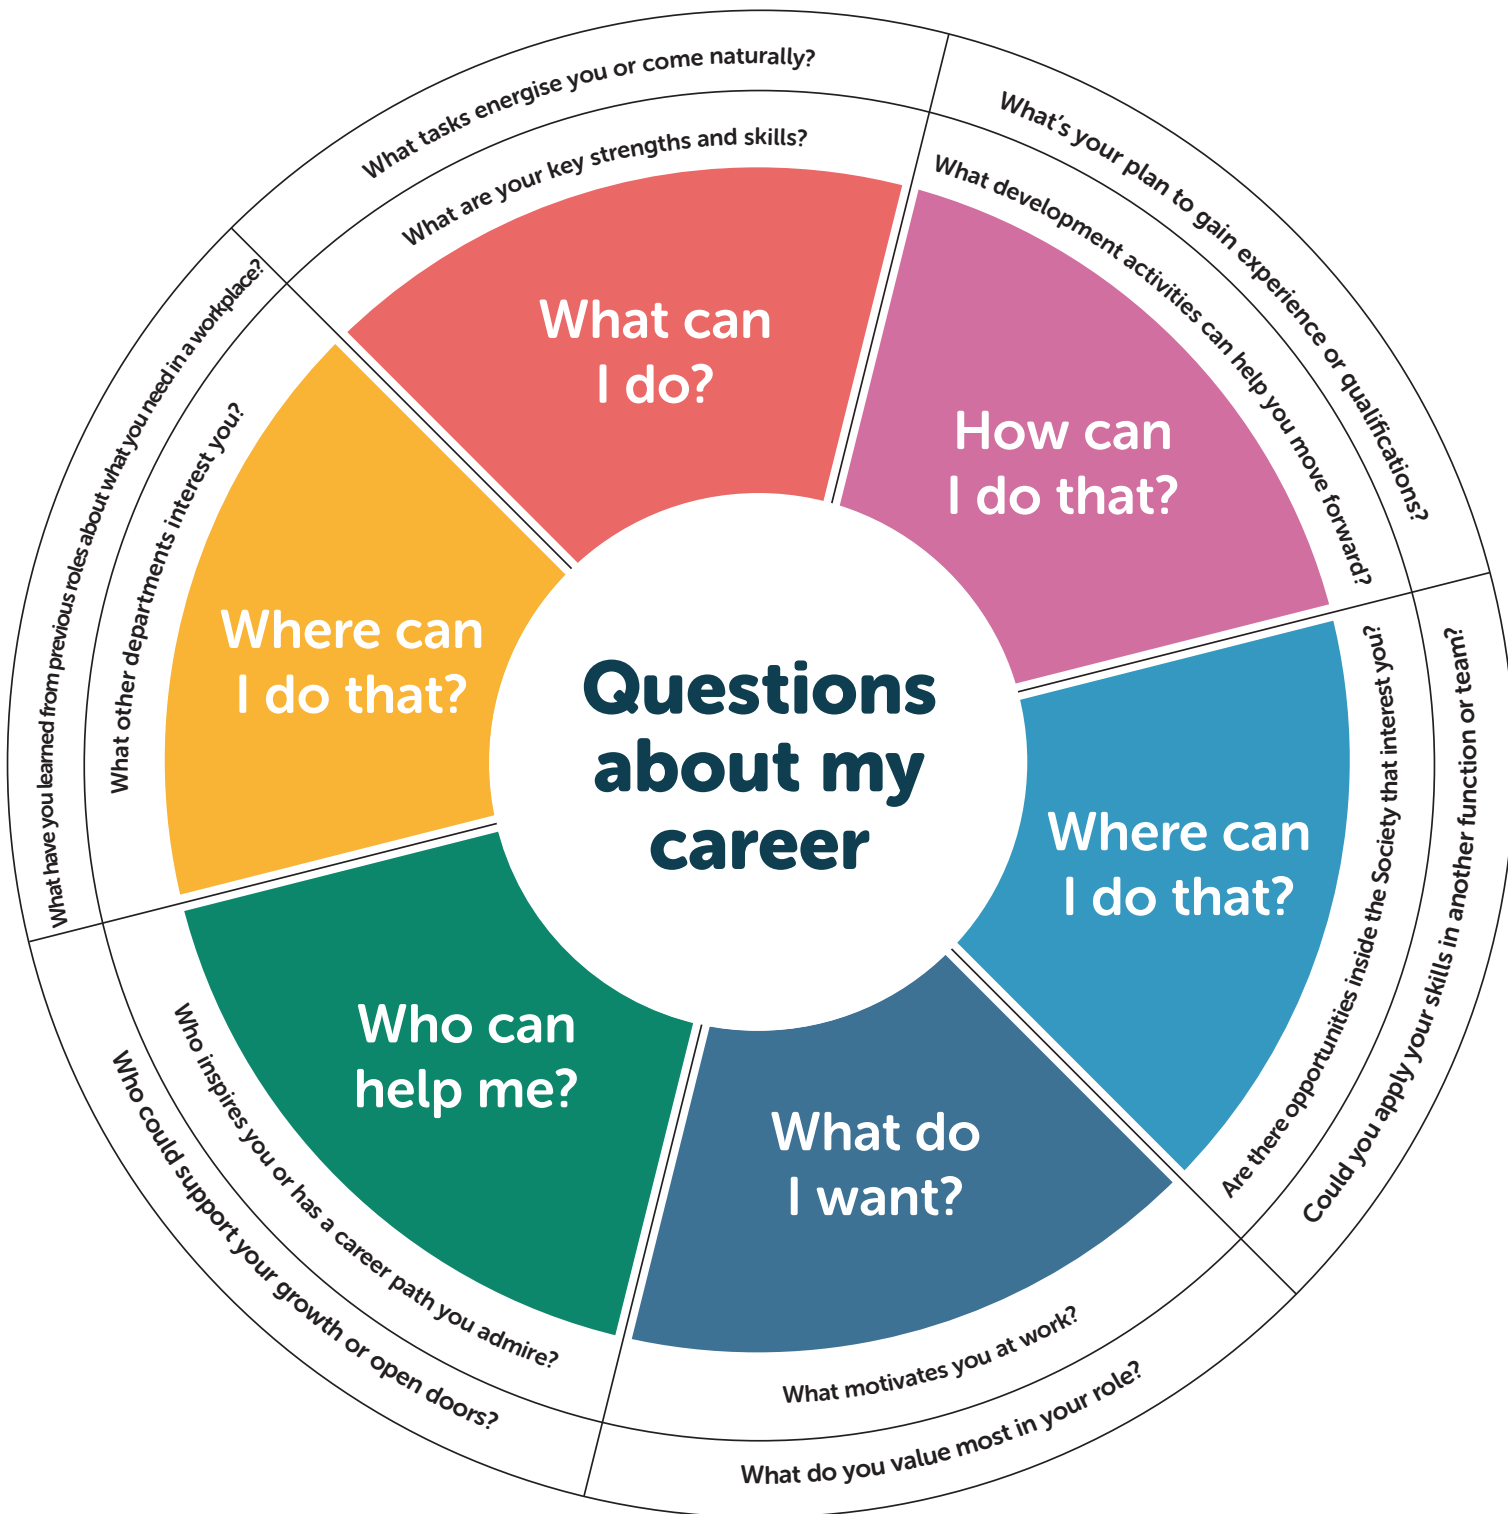 Questions
about my
career
What can
I do?
What are your key strengths and skills?
What tasks energise you or come naturally?
How can
I do that?
What development activities can help you move forward?
What's your plan to gain experience or qualifications?
Where can
I do that?
Are there opportunities inside the Society that interest you?
Could you apply your skills in another function or team?
What do
I want?
What motivates you at work?
What do you value most in your role?
Who can
help me?
Who inspires you or has a career path you admire?
Who could support your growth or open doors?
Where can
I do that?
What other departments interest you?
What have you learned from previous roles about what you need in a workplace?